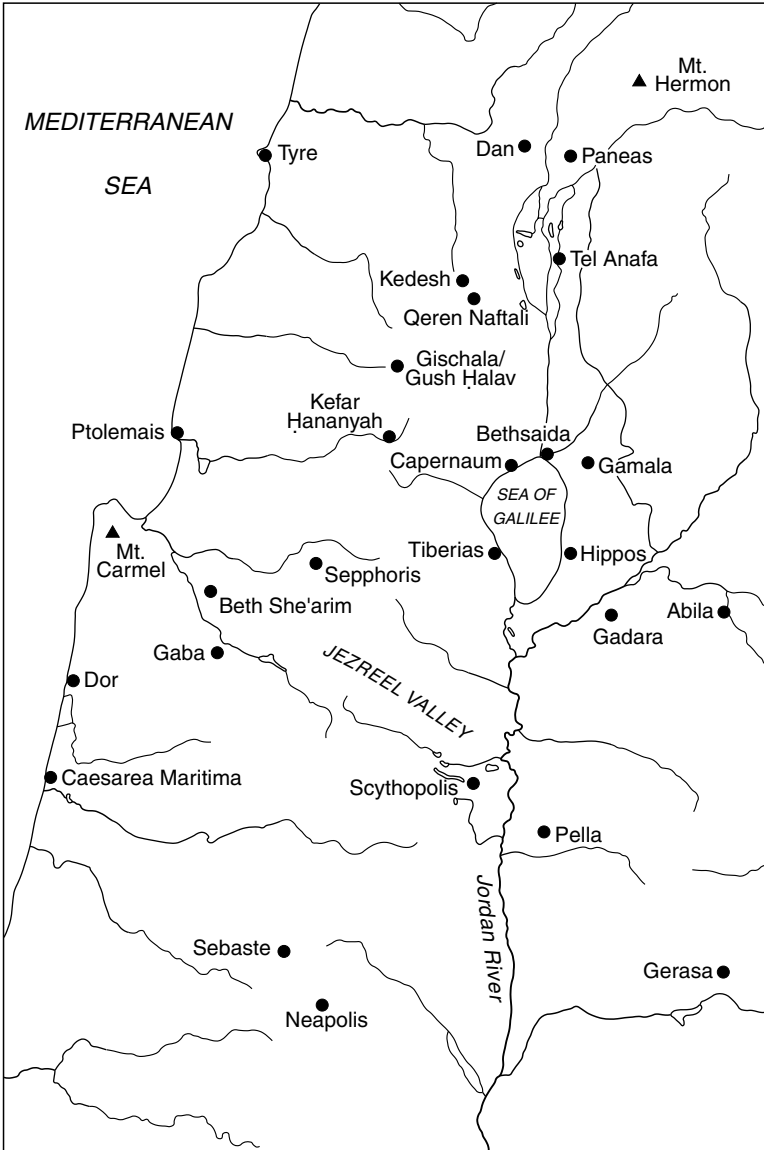 Mt.
Hermon
MEDITERRANEAN
SEA
Tyre
Dan
Paneas
Tel Anafa
Kedesh
Qeren Naftali
Gischala/
Gush Ḥalav
Kefar
Ḥananyah
Ptolemais
Bethsaida
Capernaum
Gamala
SEA OF
GALILEE
Mt.
Carmel
Tiberias
Hippos
Sepphoris
Beth She'arim
Abila
Gadara
Gaba
JEZREEL VALLEY
Dor
Caesarea Maritima
Scythopolis
Pella
Jordan River
Sebaste
Gerasa
Neapolis